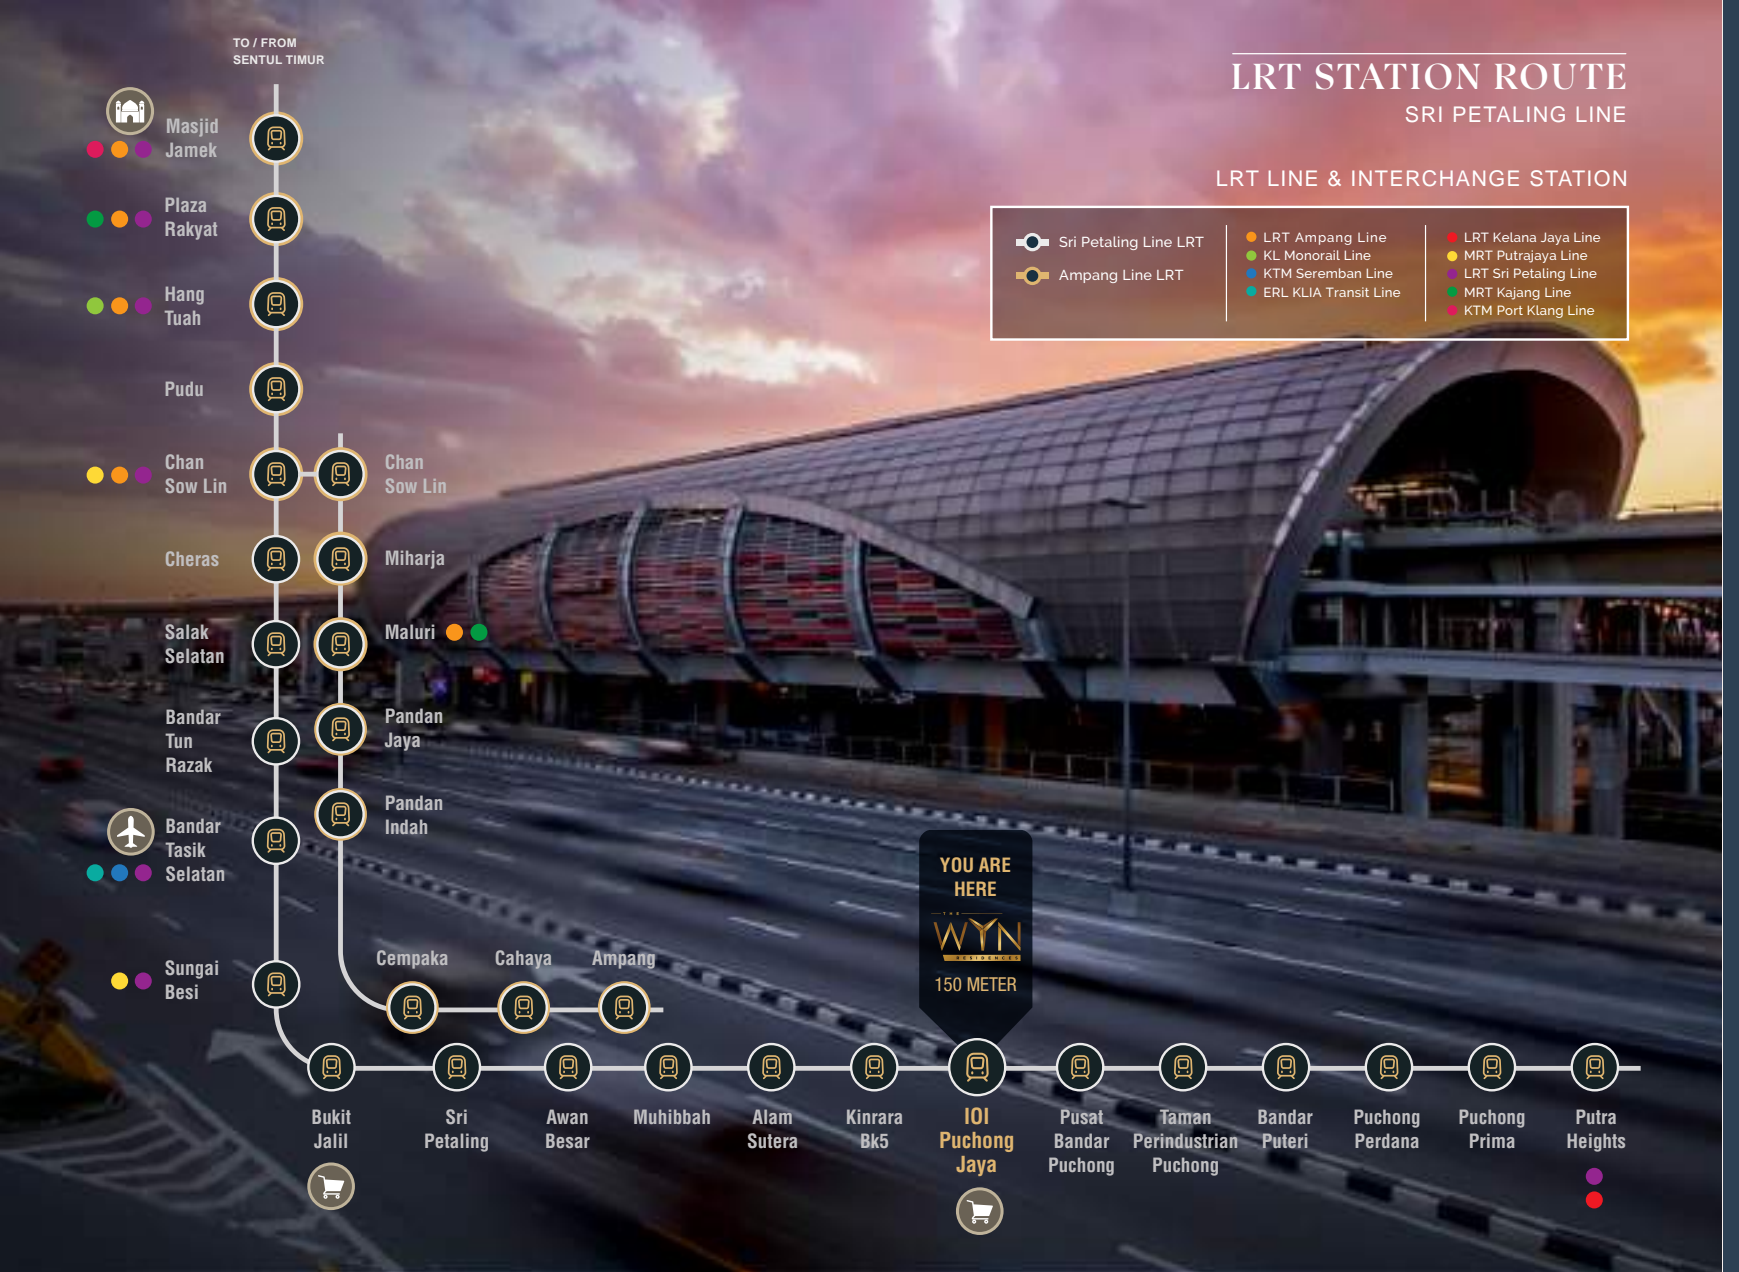 TO / FROM
SENTUL TIMUR
LRT STATION ROUTE
SRI PETALING LINE
LRT LINE & INTERCHANGE STATION
Sri Petaling Line LRT
Ampang Line LRT
LRT Ampang Line
KL Monorail Line
KTM Seremban Line
ERL KLIA Transit Line
LRT Kelana Jaya Line
MRT Putrajaya Line
LRT Sri Petaling Line
MRT Kajang Line
KTM Port Klang Line
Masjid
Jamek
Plaza
Rakyat
Hang
Tuah
Pudu
Chan
Sow Lin
Chan
Sow Lin
Cheras
Miharja
Salak
Selatan
Maluri
Bandar
Tun
Razak
Pandan
Jaya
Pandan
Indah
Bandar
Tasik
Selatan
Sungai
Besi
Cempaka
Cahaya
Ampang
YOU ARE
HERE
THE
WYN
RESIDENCES
150 METER
Bukit
Jalil
Sri
Petaling
Awan
Besar
Muhibbah
Alam
Sutera
Kinrara
Bk5
IOI
Puchong
Jaya
Pusat
Bandar
Puchong
Taman
Perindustrian
Puchong
Bandar
Puteri
Puchong
Perdana
Puchong
Prima
Putra
Heights